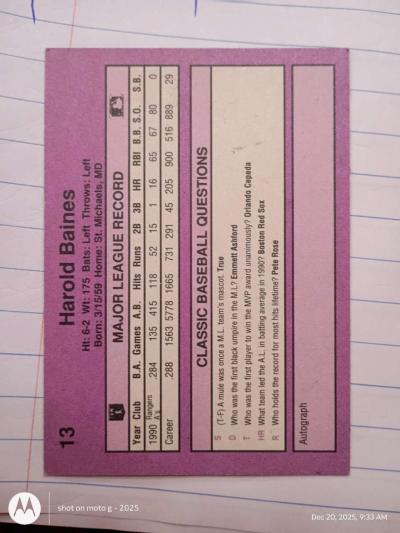 13
Harold Baines
Ht: 6-2 Wt: 175 Bats: Left Throws: Left
Born: 3/15/59 Home: St. Michaels, MD
MAJOR LEAGUE RECORD
Year Club B.A. Games A.B. Hits Runs 2B 3B HR RBI B.B. S.O. S.B.
1990 Rangers A's .284 135 415 118 52 15 1 16 65 67 80 0
Career .288 1563 5778 1665 731 291 45 205 900 516 889 29
CLASSIC BASEBALL QUESTIONS
S (T-F) A mule was once a M.L. team's mascot. True
D Who was the first black umpire in the M.L? Emmett Ashford
T Who was the first player to win the MVP award unanimously? Orlando Cepeda
HR What team led the A.L. in batting average in 1990? Boston Red Sox
R Who holds the record for most hits lifetime? Pete Rose
Autograph
shot on moto g - 2025
Dec 20, 2025, 9:33 AM